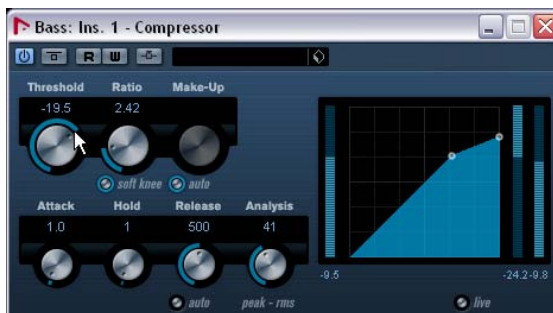 Bass: Ins. 1 - Compressor
R W
Threshold Ratio Make-Up
-19.5 2.42
soft knee auto
Attack Hold Release Analysis
1.0 1 500 41
-9.5 -24.2 -9.8
auto peak - rms live